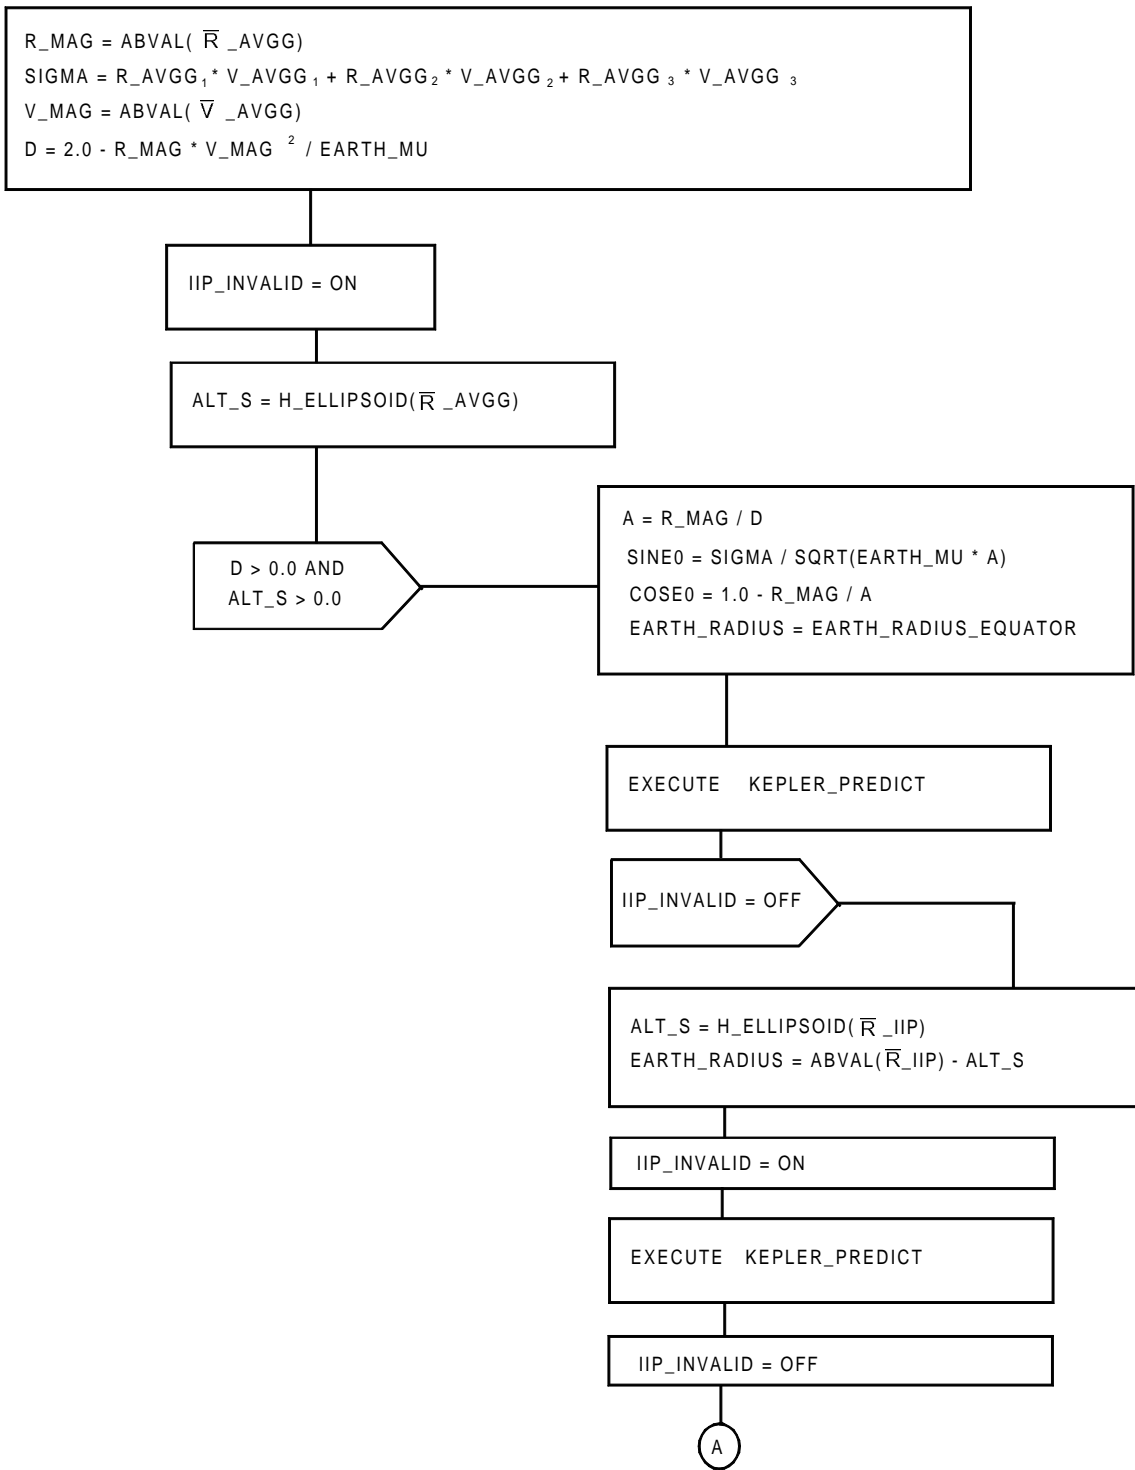 R_MAG = ABVAL( R̅ _AVGG)
SIGMA = R_AVGG₁ * V_AVGG₁ + R_AVGG₂ * V_AVGG₂ + R_AVGG₃ * V_AVGG₃
V_MAG = ABVAL( V̅ _AVGG)
D = 2.0 - R_MAG * V_MAG ² / EARTH_MU
IIP_INVALID = ON
ALT_S = H_ELLIPSOID( R̅ _AVGG)
D > 0.0 AND
ALT_S > 0.0
A = R_MAG / D
SINE0 = SIGMA / SQRT(EARTH_MU * A)
COSE0 = 1.0 - R_MAG / A
EARTH_RADIUS = EARTH_RADIUS_EQUATOR
EXECUTE KEPLER_PREDICT
IIP_INVALID = OFF
ALT_S = H_ELLIPSOID( R̅ _IIP)
EARTH_RADIUS = ABVAL( R̅_IIP) - ALT_S
IIP_INVALID = ON
EXECUTE KEPLER_PREDICT
IIP_INVALID = OFF
A